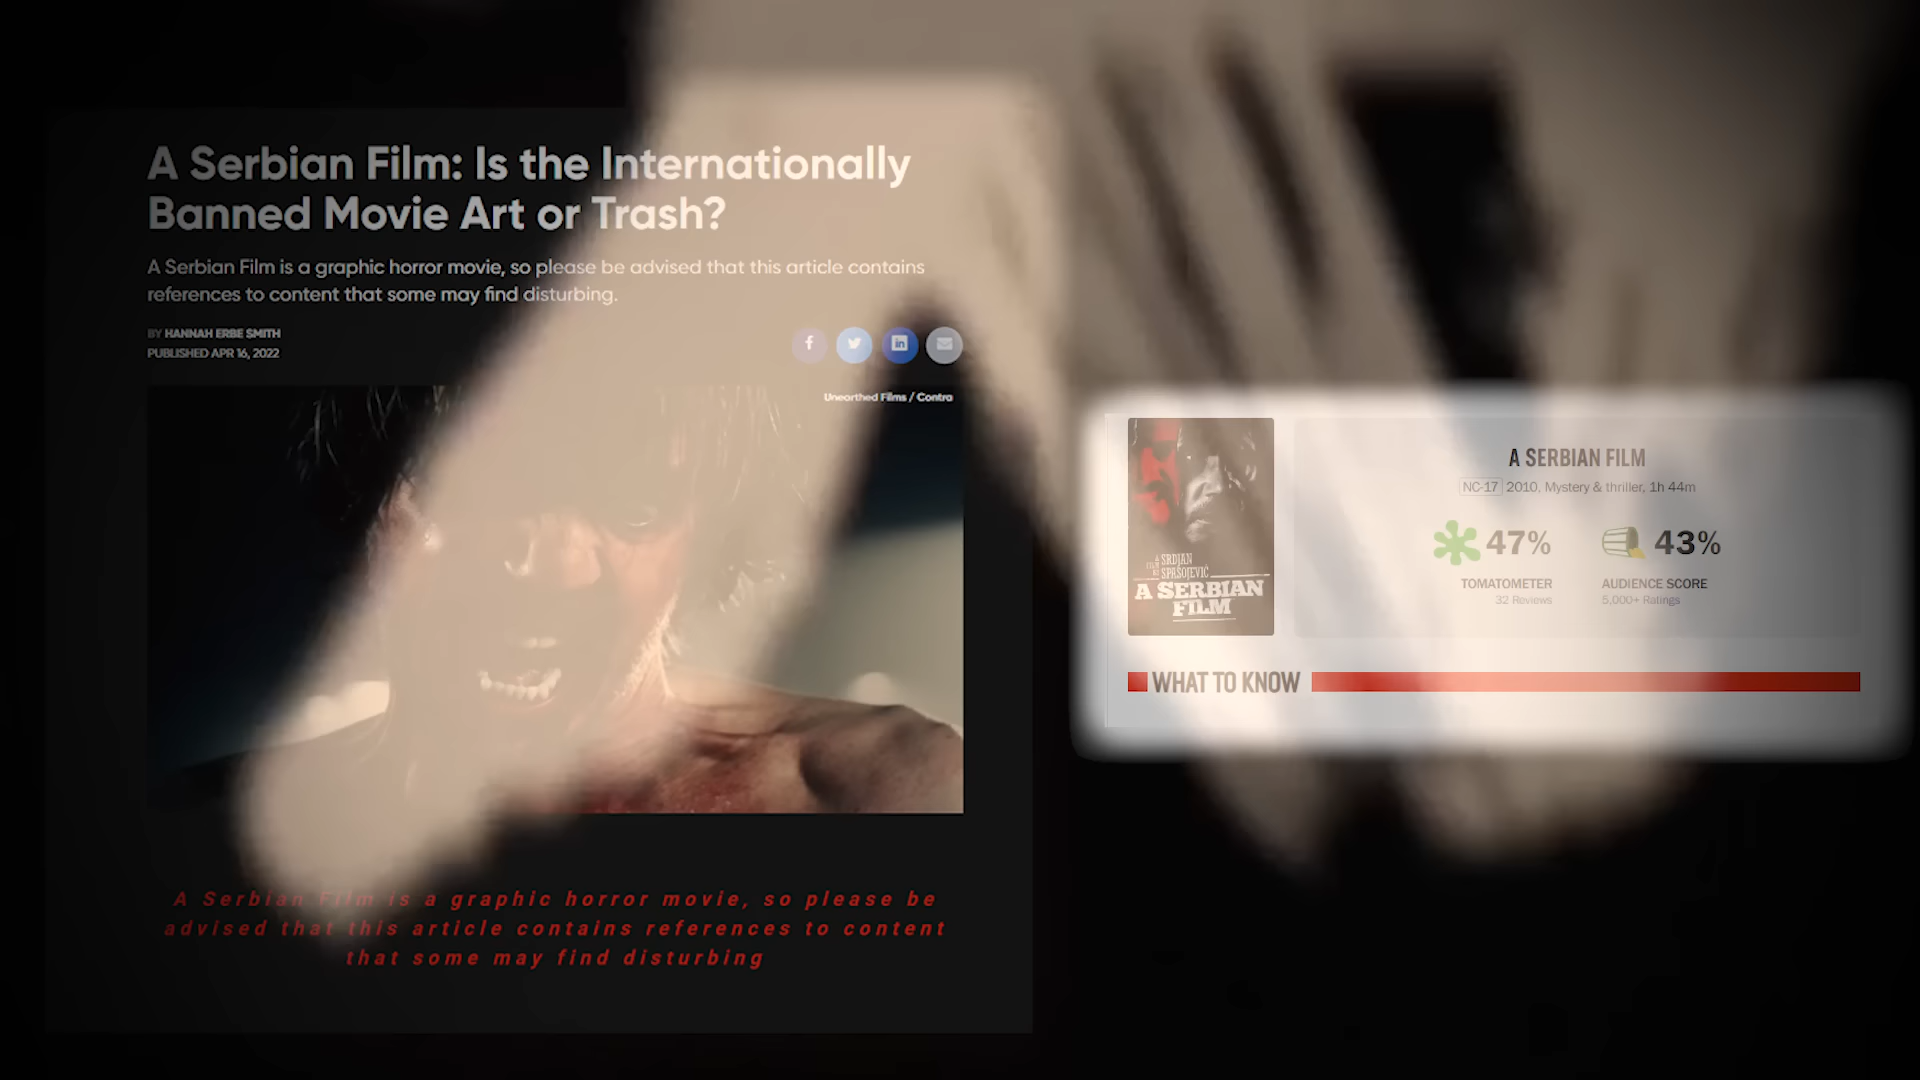 A Serbian Film: Is the Internationally
Banned Movie Art or Trash?
A Serbian Film is a graphic horror movie, so please be advised that this article contains
references to content that some may find disturbing.
BY HANNAH ERBE SMITH
PUBLISHED APR 16, 2022
Unearthed Films / Contra
A Serbian Film is a graphic horror movie, so please be
advised that this article contains references to content
that some may find disturbing
A SRDJAN
FILM BY SPASOJEVIĆ
A SERBIAN
FILM
A SERBIAN FILM
NC-17 2010, Mystery & thriller, 1h 44m
47%
43%
TOMATOMETER
AUDIENCE SCORE
32 Reviews
5,000+ Ratings
WHAT TO KNOW